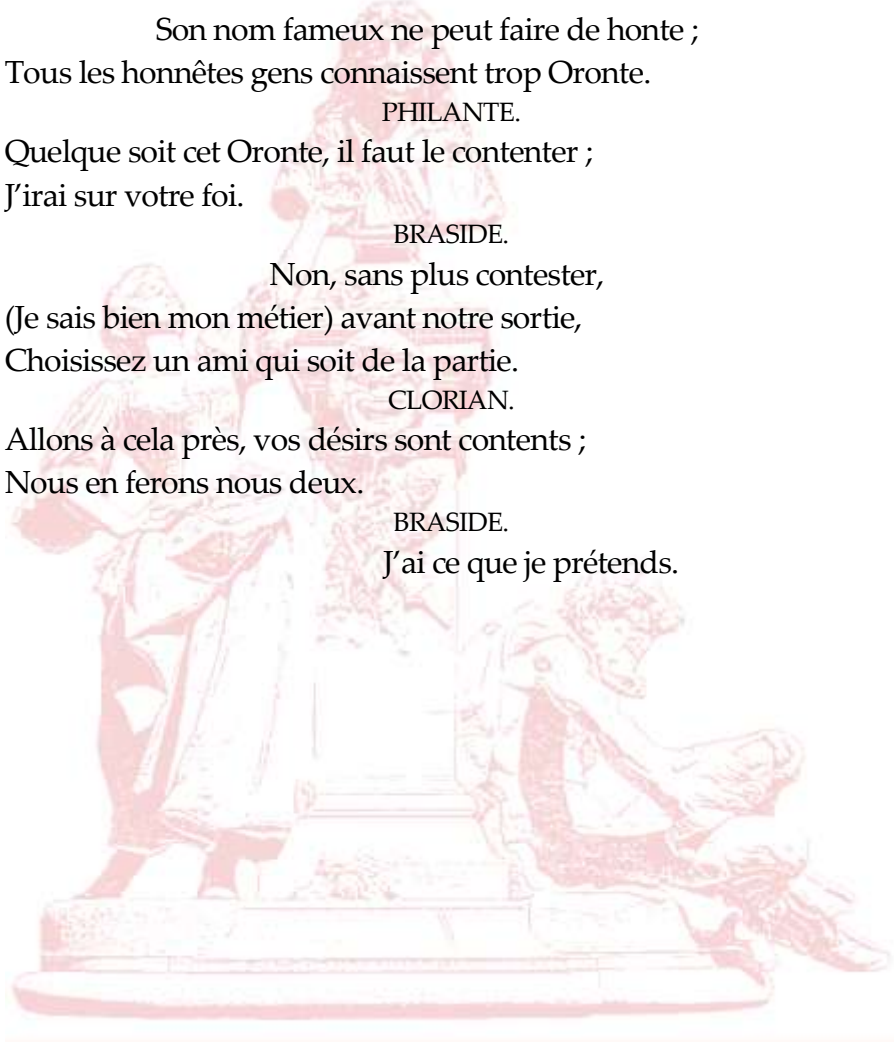 Son nom fameux ne peut faire de honte ;
Tous les honnêtes gens connaissent trop Oronte.
PHILANTE.
Quelque soit cet Oronte, il faut le contenter ;
J’irai sur votre foi.
BRASIDE.
Non, sans plus contester,
(Je sais bien mon métier) avant notre sortie,
Choisissez un ami qui soit de la partie.
CLORIAN.
Allons à cela près, vos désirs sont contents ;
Nous en ferons nous deux.
BRASIDE.
J’ai ce que je prétends.